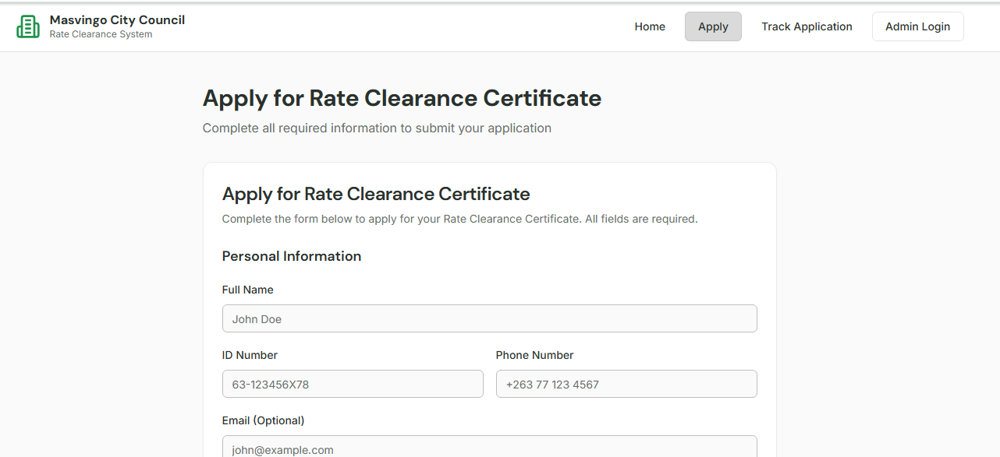 Masvingo City Council
Rate Clearance System
Home
Apply
Track Application
Admin Login
Apply for Rate Clearance Certificate
Complete all required information to submit your application
Apply for Rate Clearance Certificate
Complete the form below to apply for your Rate Clearance Certificate. All fields are required.
Personal Information
Full Name
John Doe
ID Number
Phone Number
63-123456X78
+263 77 123 4567
Email (Optional)
john@example.com